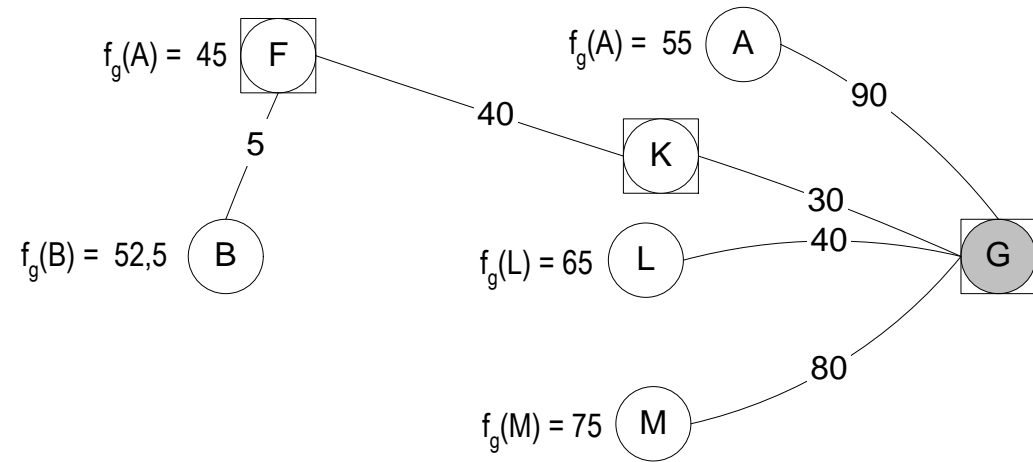 f_g(A) = 45 F
f_g(A) = 55 A
90
40
5
K
30
f_g(B) = 52,5 B
f_g(L) = 65 L
40
G
80
f_g(M) = 75 M